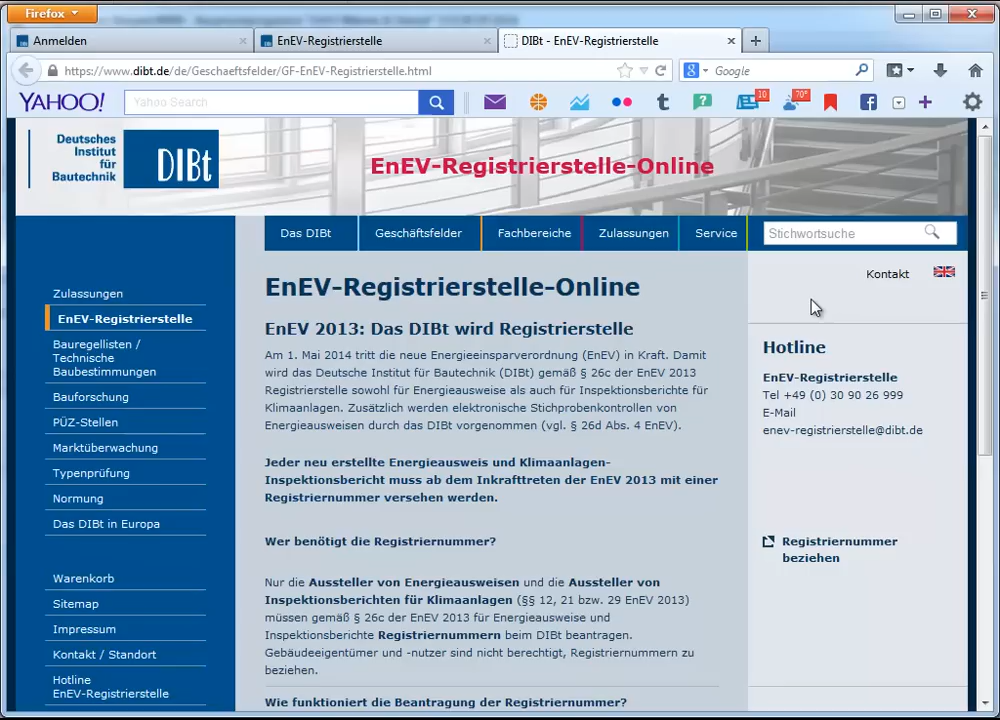 Firefox
Anmelden
EnEV-Registrierstelle
DIBt - EnEV-Registrierstelle
https://www.dibt.de/de/Geschaeftsfelder/GF-EnEV-Registrierstelle.html
8
Google
YAHOO!
Yahoo Search
t
?
10
70°
f
Deutsches
Institut
für
Bautechnik
DIBt
EnEV-Registrierstelle-Online
Das DIBt
Geschäftsfelder
Fachbereiche
Zulassungen
Service
Stichwortsuche
Kontakt
Zulassungen
EnEV-Registrierstelle
Bauregellisten /
Technische
Baubestimmungen
Bauforschung
PÜZ-Stellen
Marktüberwachung
Typenprüfung
Normung
Das DIBt in Europa
Warenkorb
Sitemap
Impressum
Kontakt / Standort
Hotline
EnEV-Registrierstelle
EnEV-Registrierstelle-Online
EnEV 2013: Das DIBt wird Registrierstelle
Am 1. Mai 2014 tritt die neue Energieeinsparverordnung (EnEV) in Kraft. Damit
wird das Deutsche Institut für Bautechnik (DIBt) gemäß § 26c der EnEV 2013
Registrierstelle sowohl für Energieausweise als auch für Inspektionsberichte für
Klimaanlagen. Zusätzlich werden elektronische Stichprobenkontrollen von
Energieausweisen durch das DIBt vorgenommen (vgl. § 26d Abs. 4 EnEV).
Jeder neu erstellte Energieausweis und Klimaanlagen-
Inspektionsbericht muss ab dem Inkrafttreten der EnEV 2013 mit einer
Registriernummer versehen werden.
Wer benötigt die Registriernummer?
Nur die Aussteller von Energieausweisen und die Aussteller von
Inspektionsberichten für Klimaanlagen (§§ 12, 21 bzw. 29 EnEV 2013)
müssen gemäß § 26c der EnEV 2013 für Energieausweise und
Inspektionsberichte Registriernummern beim DIBt beantragen.
Gebäudeeigentümer und -nutzer sind nicht berechtigt, Registriernummern zu
beziehen.
Wie funktioniert die Beantragung der Registriernummer?
Hotline
EnEV-Registrierstelle
Tel +49 (0) 30 90 26 999
E-Mail
enev-registrierstelle@dibt.de
Registriernummer
beziehen